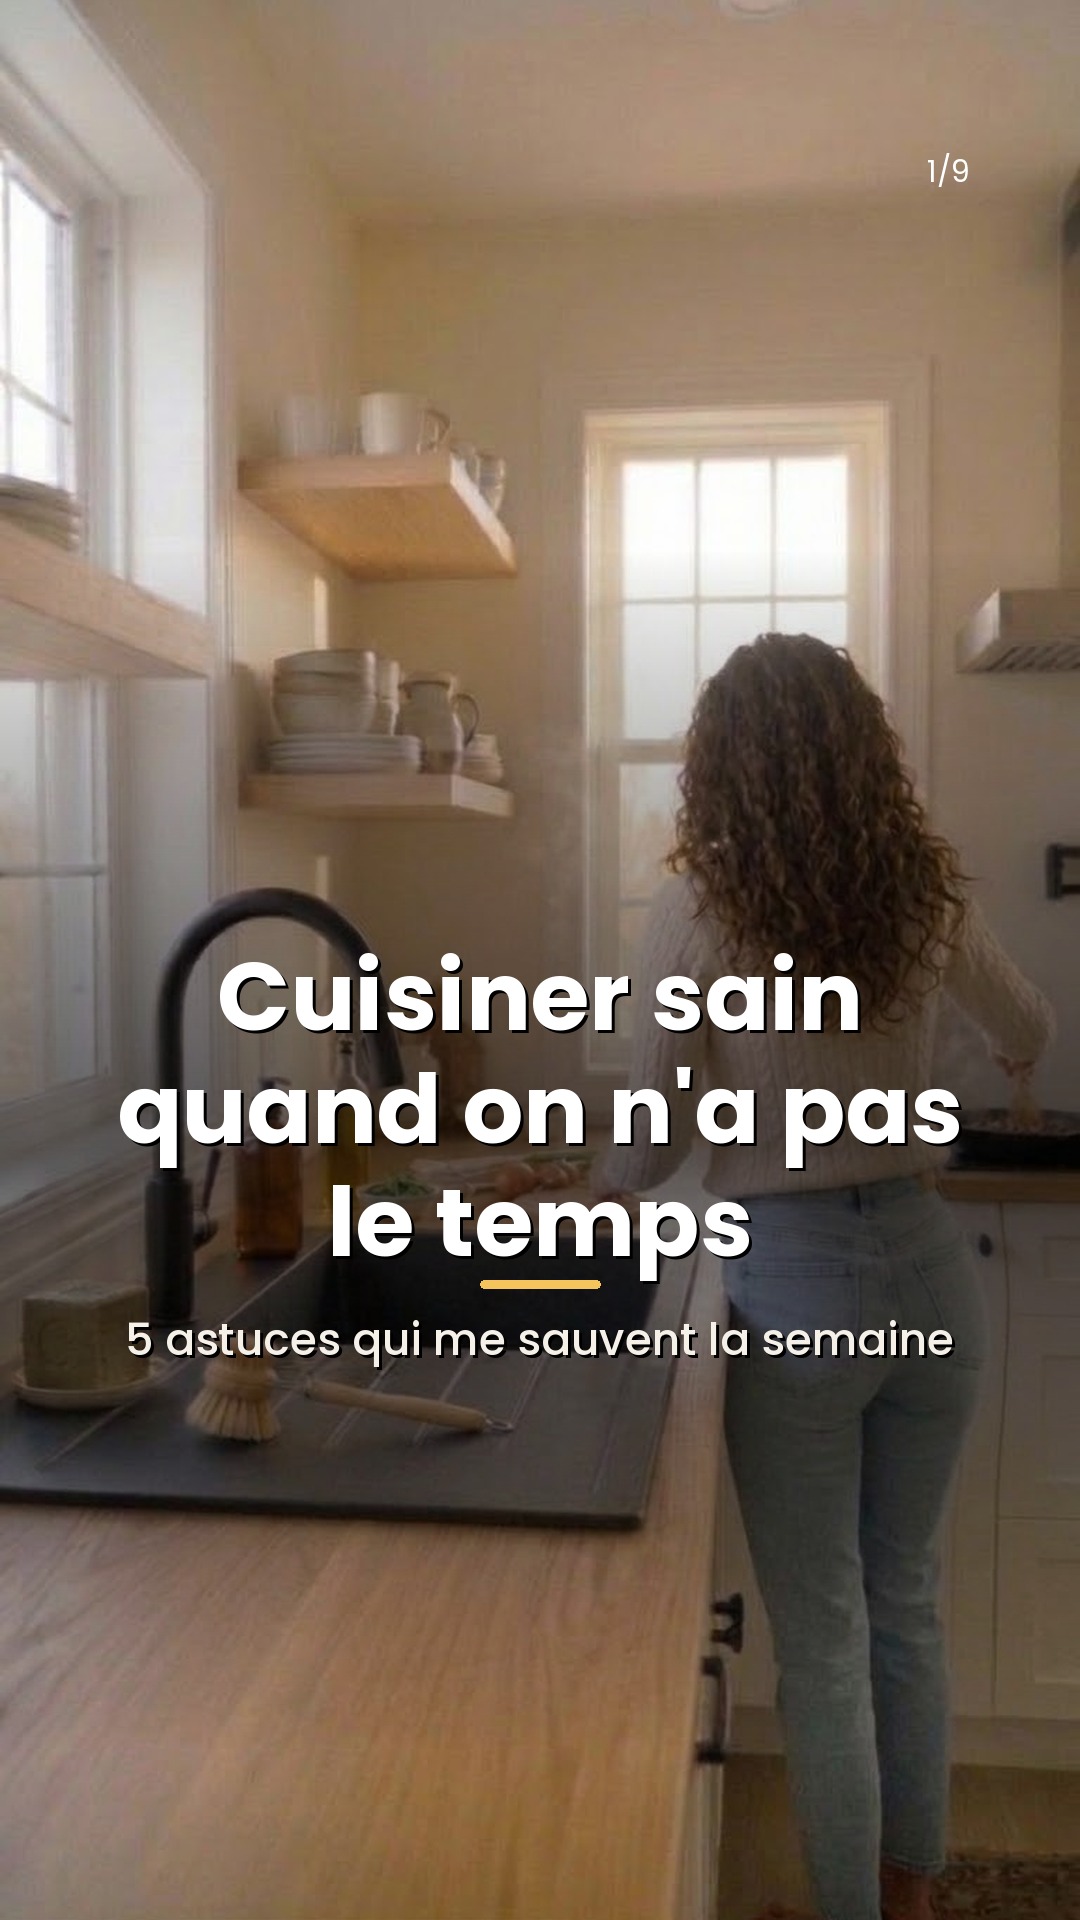 1/9
Cuisiner sain
quand on n'a pas
le temps
5 astuces qui me sauvent la semaine